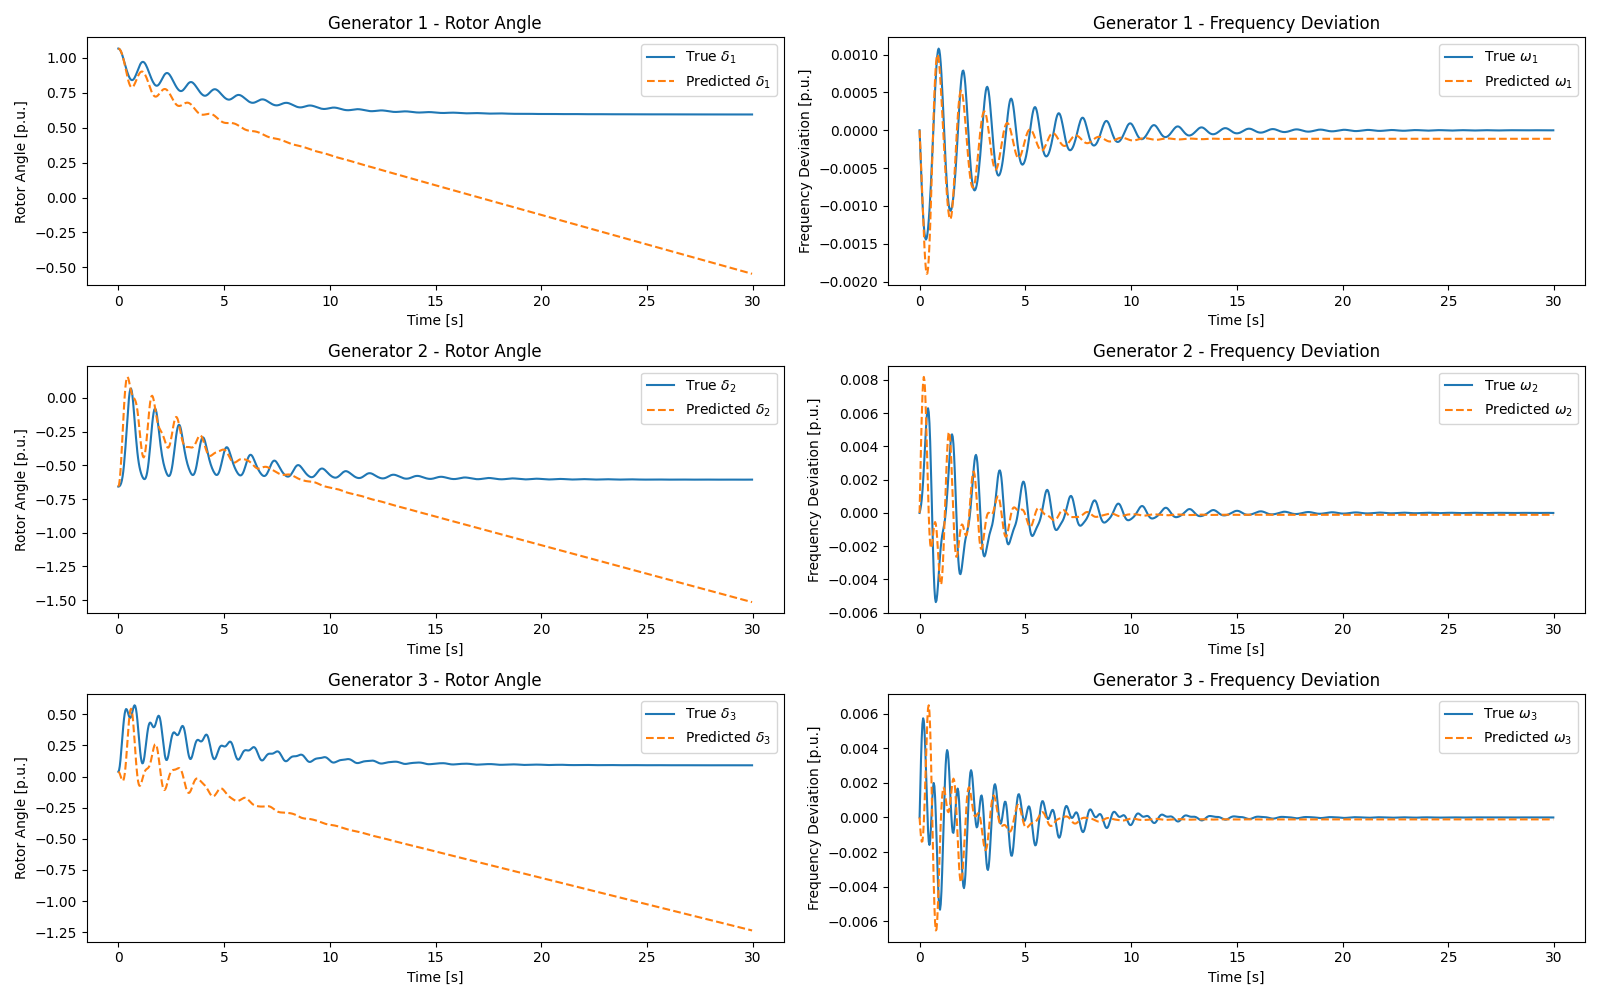 Generator 1 - Rotor Angle
Rotor Angle [p.u.]
1.00
0.75
0.50
0.25
0.00
−0.25
−0.50
True δ1
Predicted δ1
0 5 10 15 20 25 30
Time [s]
Generator 1 - Frequency Deviation
Frequency Deviation [p.u.]
0.0010
0.0005
0.0000
−0.0005
−0.0010
−0.0015
−0.0020
True ω1
Predicted ω1
0 5 10 15 20 25 30
Time [s]
Generator 2 - Rotor Angle
Rotor Angle [p.u.]
0.00
−0.25
−0.50
−0.75
−1.00
−1.25
−1.50
True δ2
Predicted δ2
0 5 10 15 20 25 30
Time [s]
Generator 2 - Frequency Deviation
Frequency Deviation [p.u.]
0.008
0.006
0.004
0.002
0.000
−0.002
−0.004
−0.006
True ω2
Predicted ω2
0 5 10 15 20 25 30
Time [s]
Generator 3 - Rotor Angle
Rotor Angle [p.u.]
0.50
0.25
0.00
−0.25
−0.50
−0.75
−1.00
−1.25
True δ3
Predicted δ3
0 5 10 15 20 25 30
Time [s]
Generator 3 - Frequency Deviation
Frequency Deviation [p.u.]
0.006
0.004
0.002
0.000
−0.002
−0.004
−0.006
True ω3
Predicted ω3
0 5 10 15 20 25 30
Time [s]